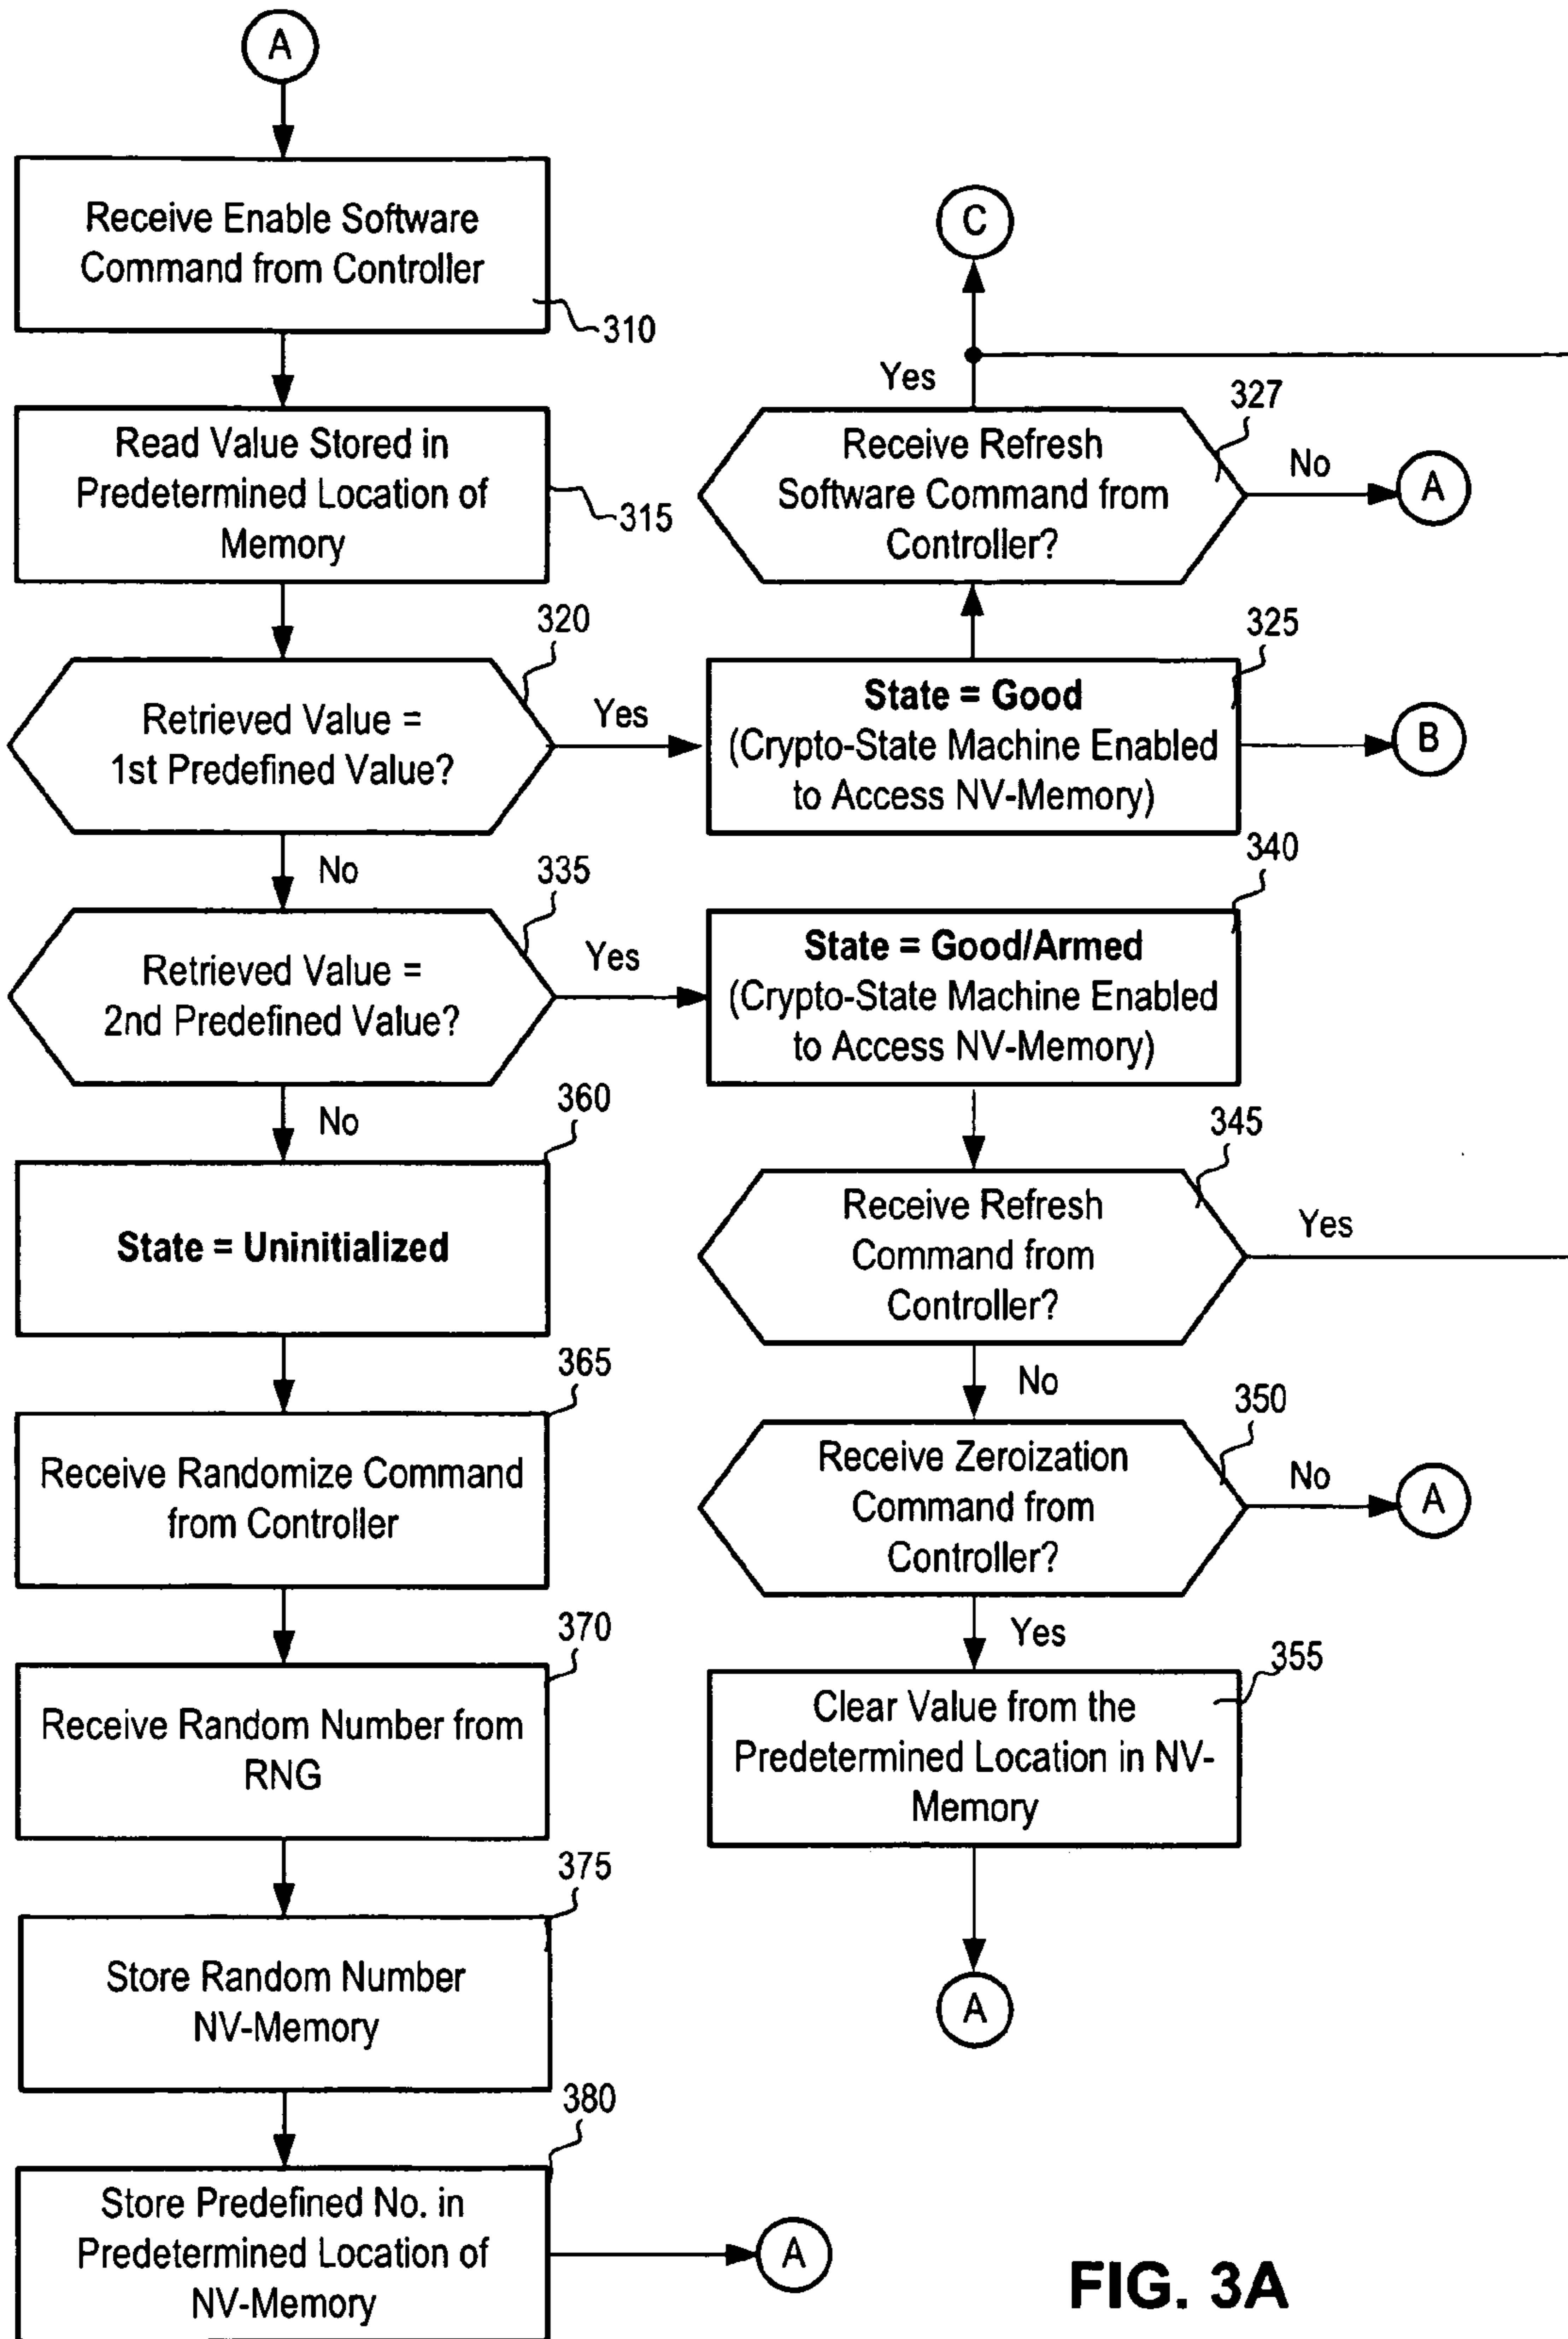 A
Receive Enable Software
Command from Controller
310
Read Value Stored in
Predetermined Location of
Memory
315
320
Retrieved Value =
1st Predefined Value?
Yes
No
335
Retrieved Value =
2nd Predefined Value?
Yes
No
360
State = Uninitialized
365
Receive Randomize Command
from Controller
370
Receive Random Number from
RNG
375
Store Random Number
NV-Memory
380
Store Predefined No. in
Predetermined Location of
NV-Memory
A
C
Yes
327
Receive Refresh
Software Command from
Controller?
No
A
325
State = Good
(Crypto-State Machine Enabled
to Access NV-Memory)
B
340
State = Good/Armed
(Crypto-State Machine Enabled
to Access NV-Memory)
345
Receive Refresh
Command from
Controller?
Yes
No
350
Receive Zeroization
Command from
Controller?
No
A
Yes
355
Clear Value from the
Predetermined Location in NV-
Memory
A
FIG. 3A